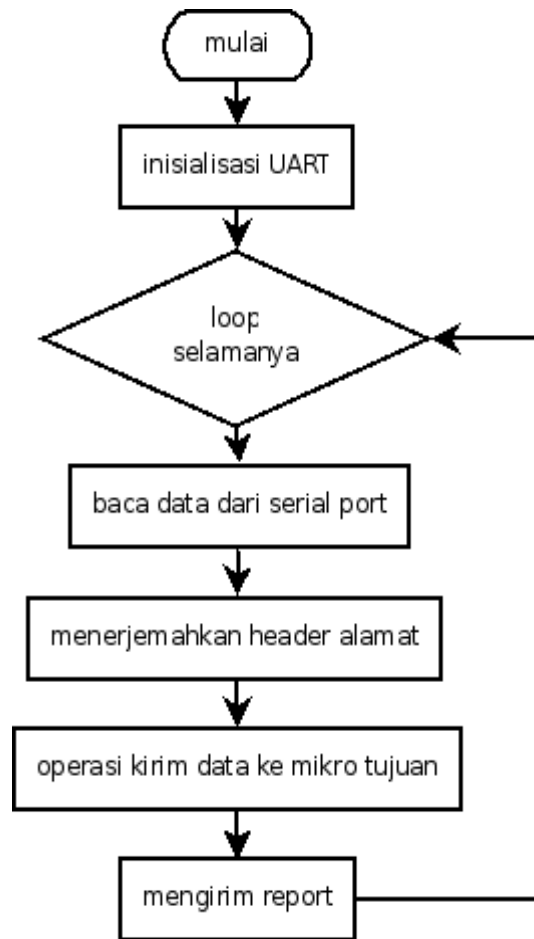 mulai
inisialisasi UART
loop
selamanya
baca data dari serial port
menerjemahkan header alamat
operasi kirim data ke mikro tujuan
mengirim report